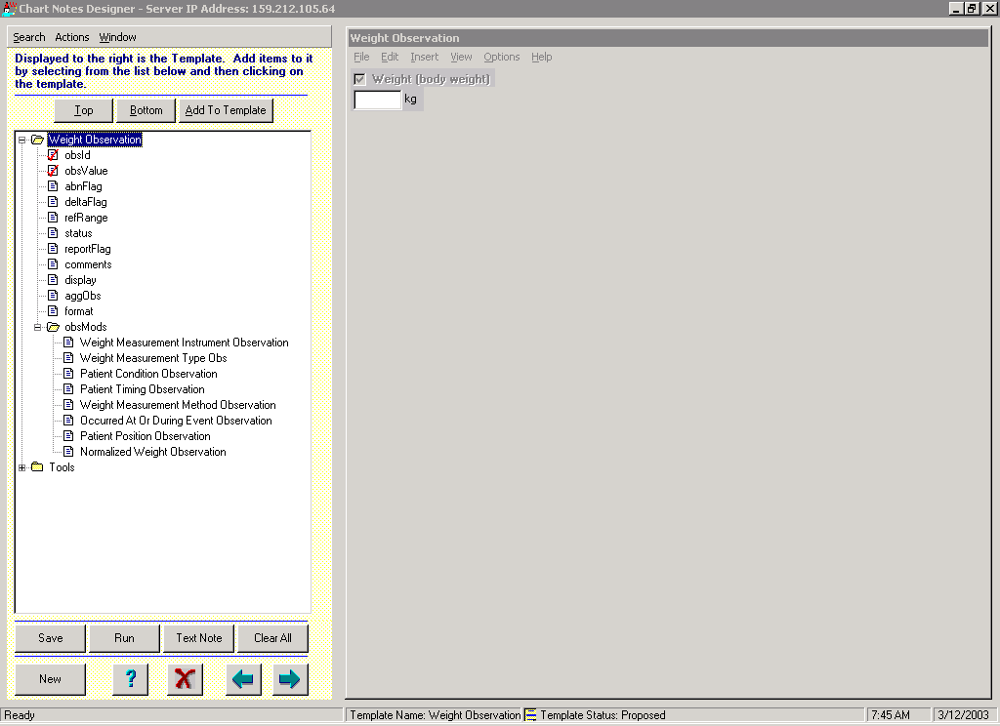 Chart Notes Designer - Server IP Address: 159.212.105.64
Search Actions Window
Displayed to the right is the Template. Add items to it
by selecting from the list below and then clicking on
the template.
Top Bottom Add To Template
Weight Observation
obsId
obsValue
abnFlag
deltaFlag
refRange
status
reportFlag
comments
display
aggObs
format
obsMods
Weight Measurement Instrument Observation
Weight Measurement Type Obs
Patient Condition Observation
Patient Timing Observation
Weight Measurement Method Observation
Occurred At Or During Event Observation
Patient Position Observation
Normalized Weight Observation
Tools
Save Run Text Note Clear All
New ?
Weight Observation
File Edit Insert View Options Help
Weight (body weight)
kg
Ready Template Name: Weight Observation Template Status: Proposed 7:45 AM 3/12/2003